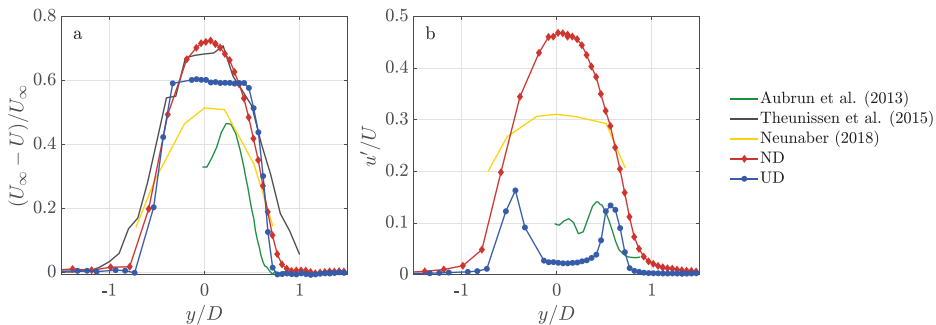 a
0.8
0.6
0.4
0.2
0
-1
0
1
y/D
(U∞ − U)/U∞
b
0.5
0.4
0.3
0.2
0.1
0
-1
0
1
y/D
u′/U
Aubrun et al. (2013)
Theunissen et al. (2015)
Neunaber (2018)
ND
UD